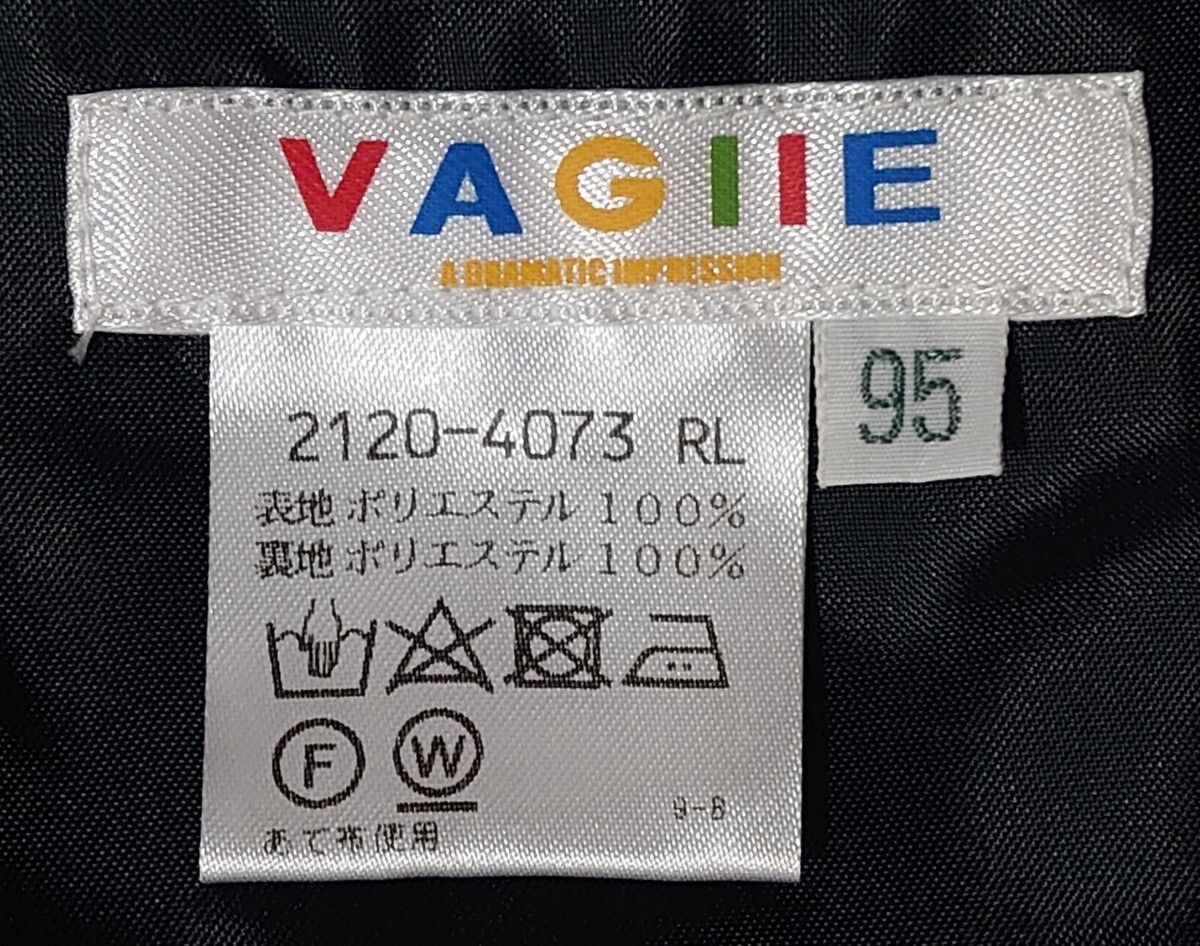 VAGIIE
A DRAMATIC IMPRESSION
95
2120-4073 RL
表地 ポリエステル 100%
裏地 ポリエステル 100%
F W
9-B
あて布使用